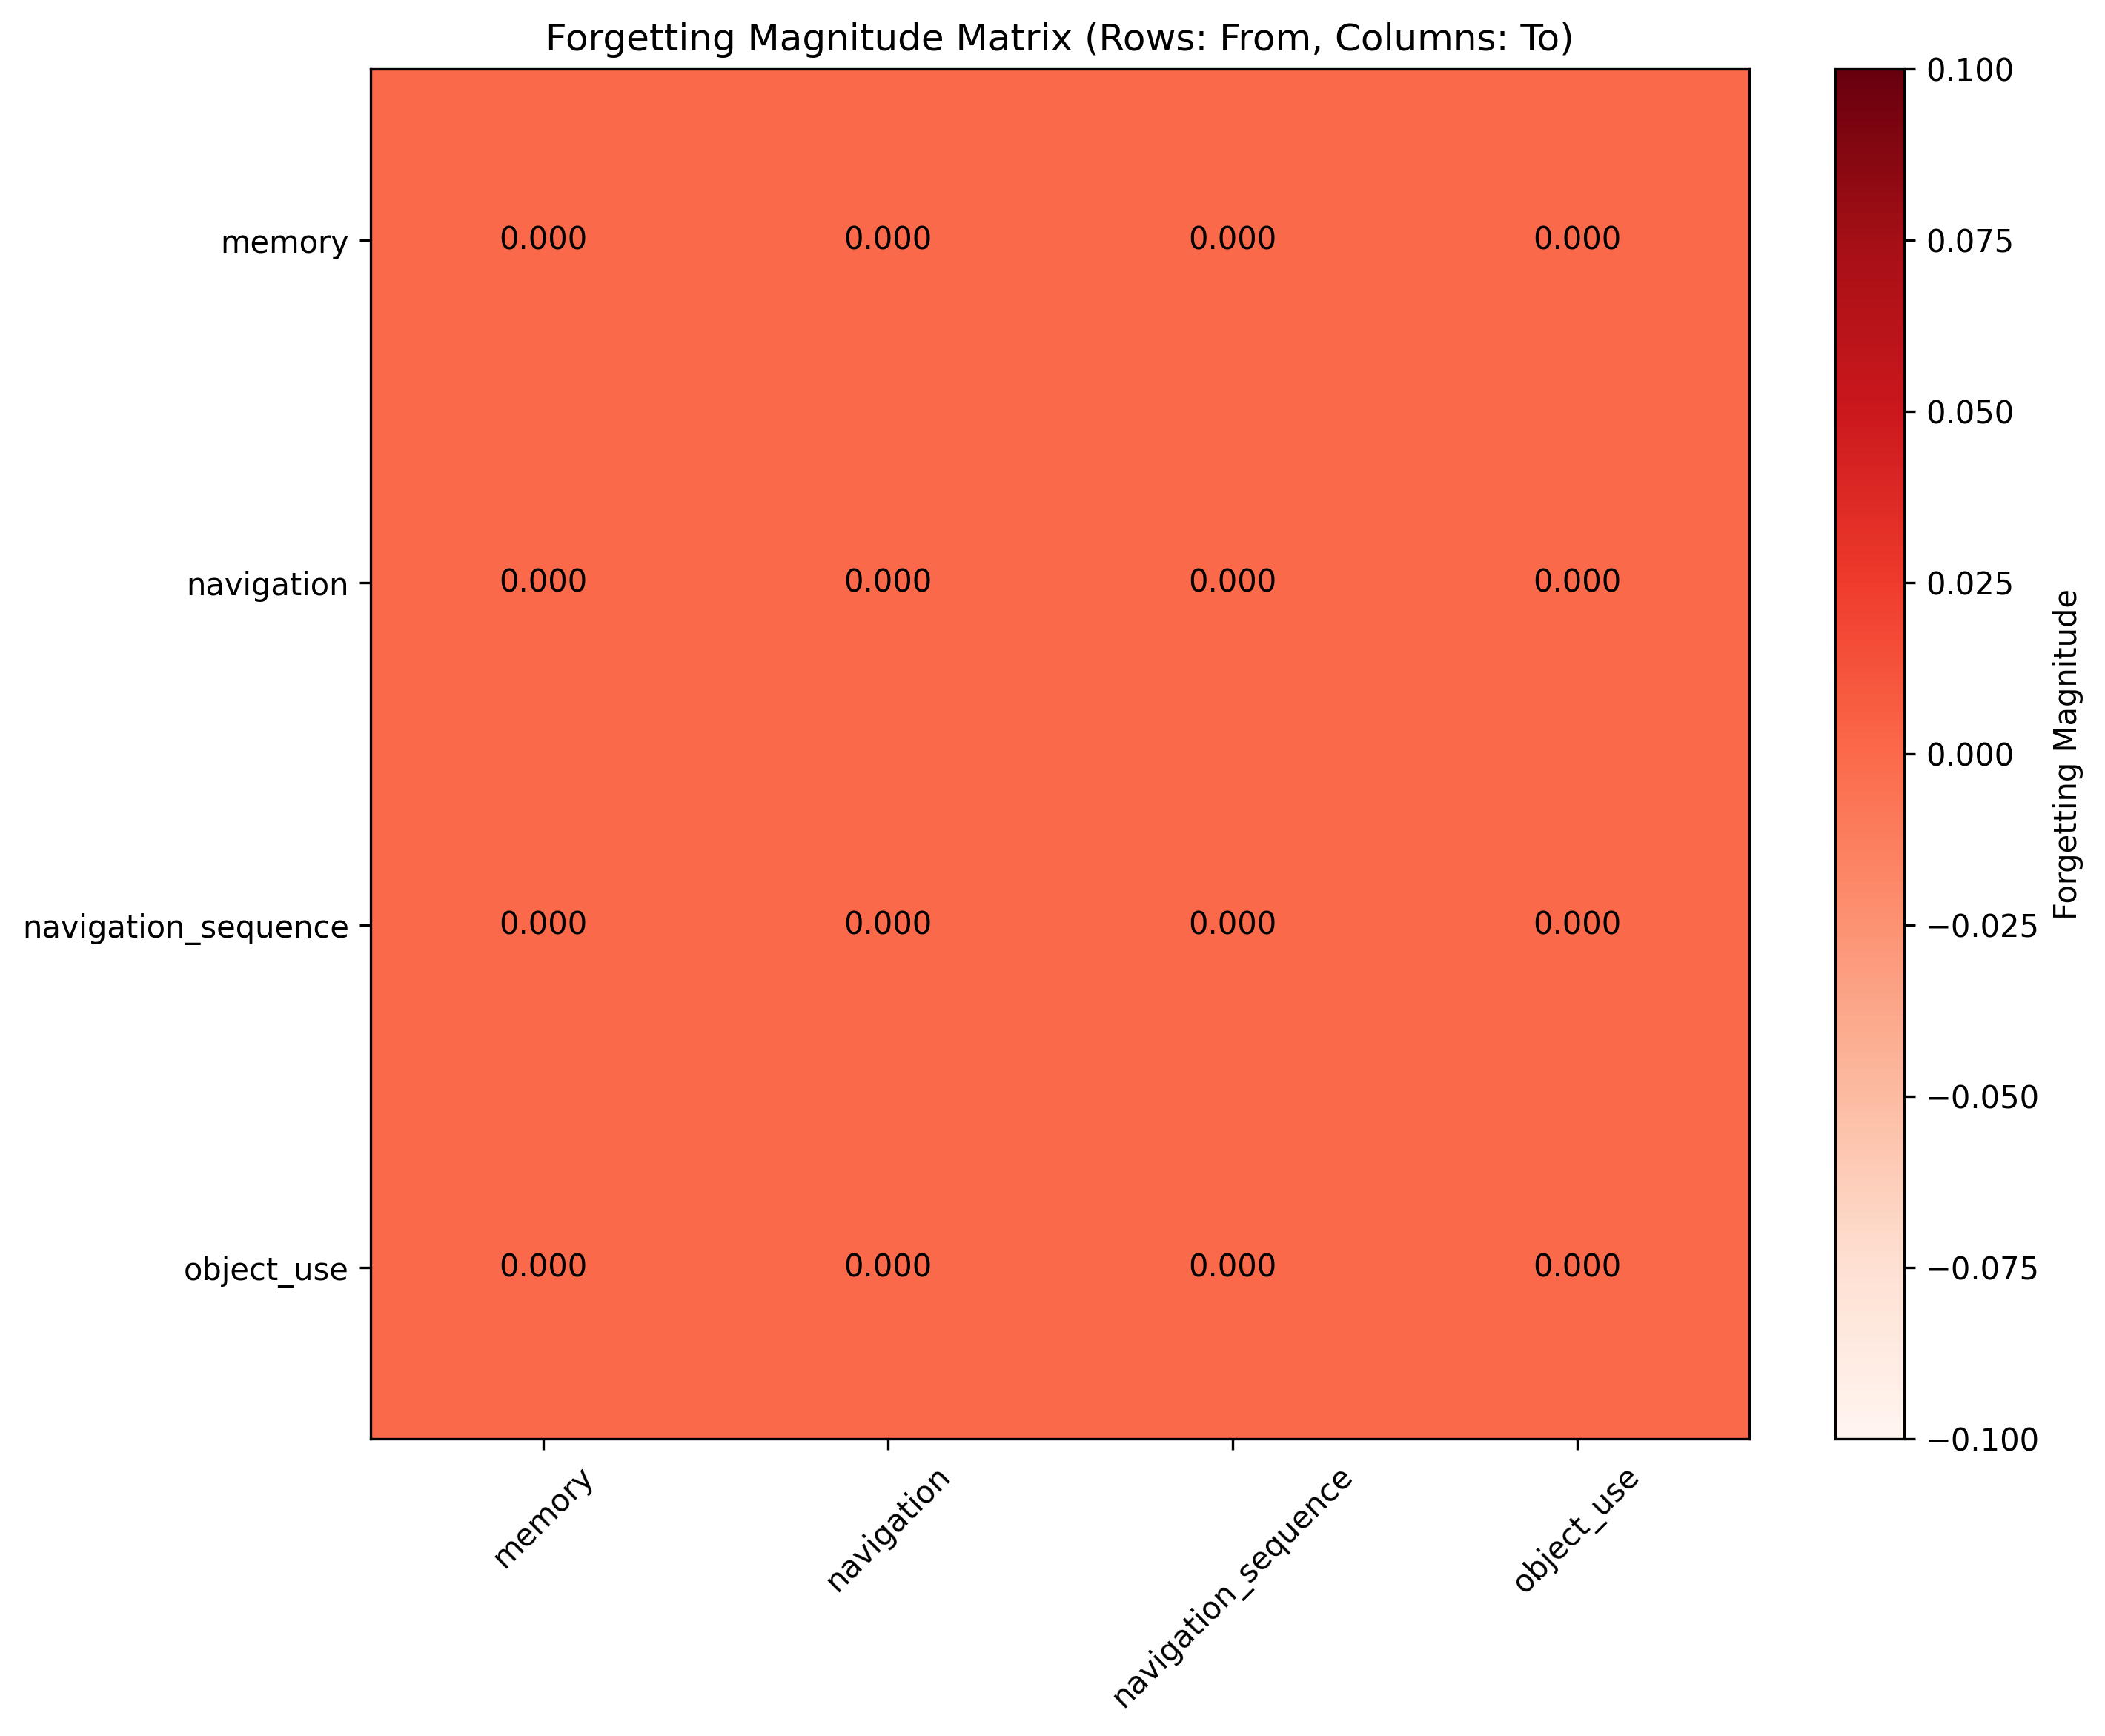 Forgetting Magnitude Matrix (Rows: From, Columns: To)
memory 0.000 0.000 0.000 0.000
navigation 0.000 0.000 0.000 0.000
navigation_sequence 0.000 0.000 0.000 0.000
object_use 0.000 0.000 0.000 0.000
memory
navigation
navigation_sequence
object_use
0.100
0.075
0.050
0.025
0.000
−0.025
−0.050
−0.075
−0.100
Forgetting Magnitude